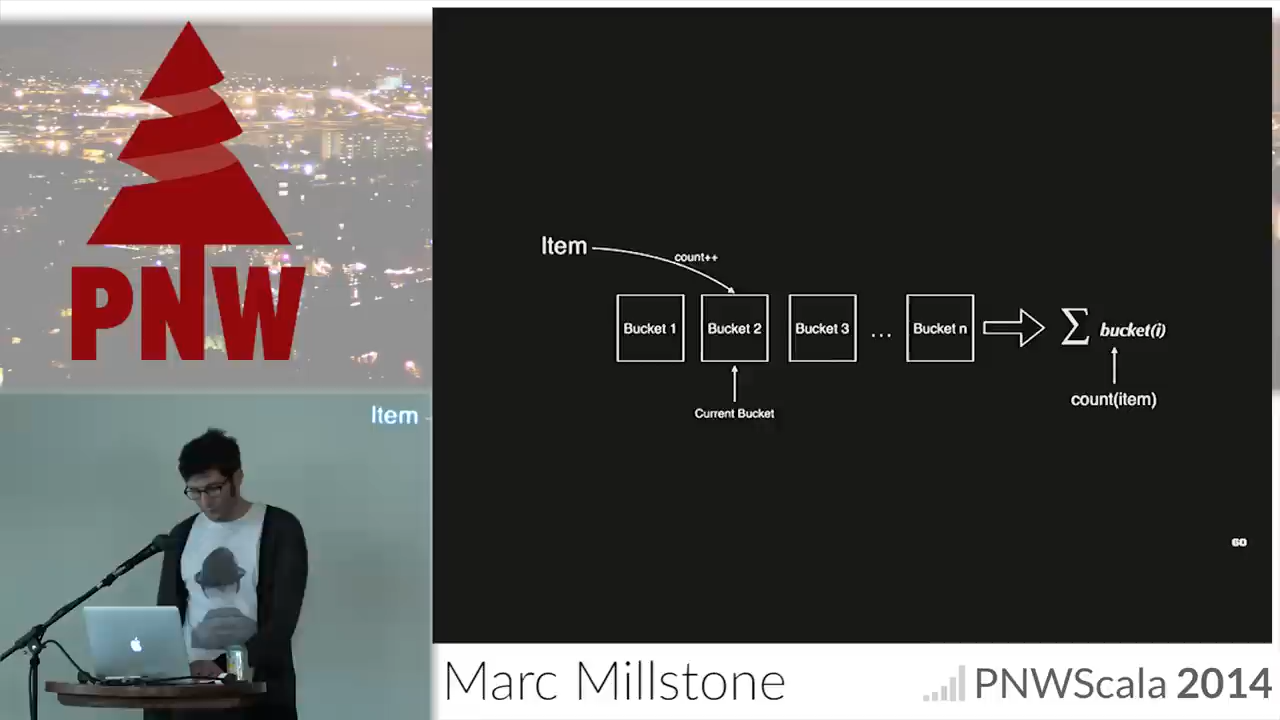 PNW
Item
Item
count++
Bucket 1
Bucket 2
Bucket 3
...
Bucket n
∑ bucket(i)
Current Bucket
count(item)
60
Marc Millstone
PNWScala 2014